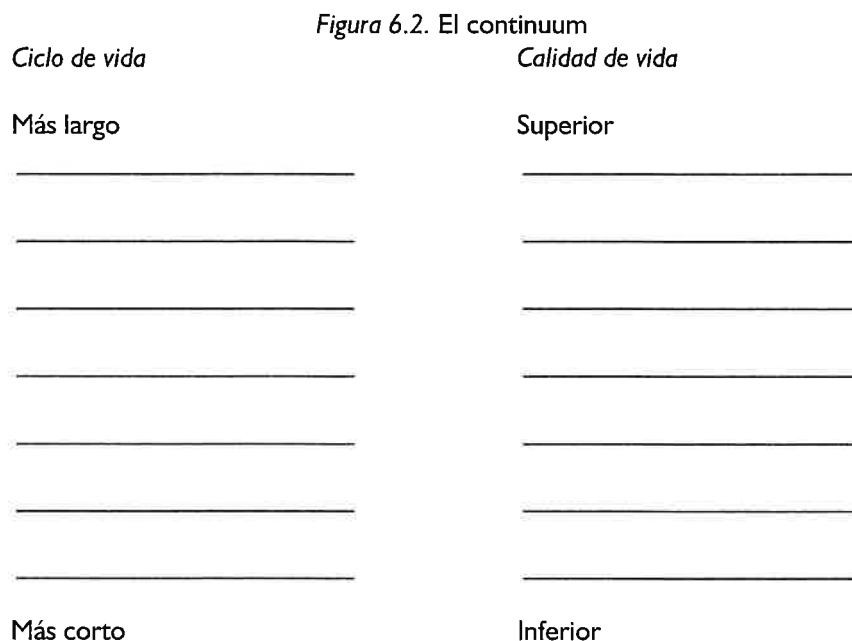 Figura 6.2. El continuum
Ciclo de vida Calidad de vida
Más largo Superior
Más corto Inferior